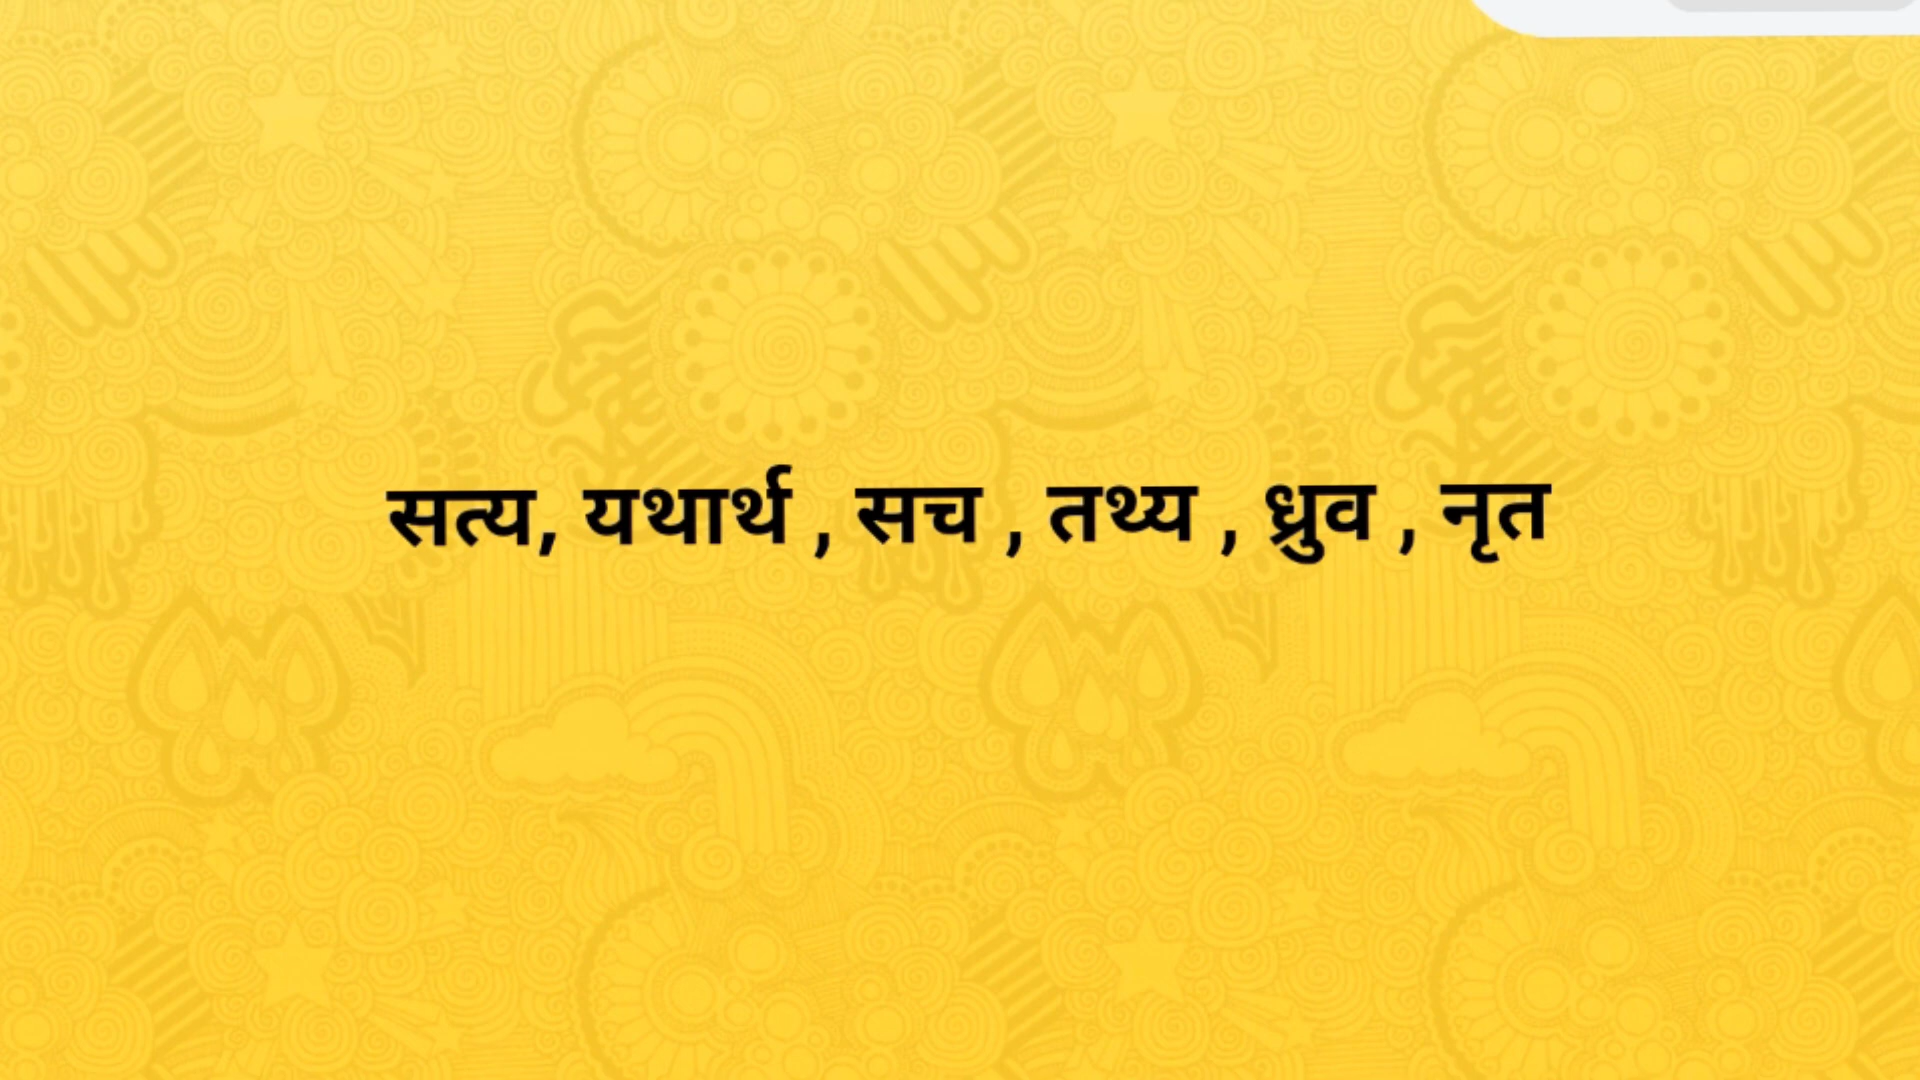 सत्य, यथार्थ , सच , तथ्य , ध्रुव , नृत